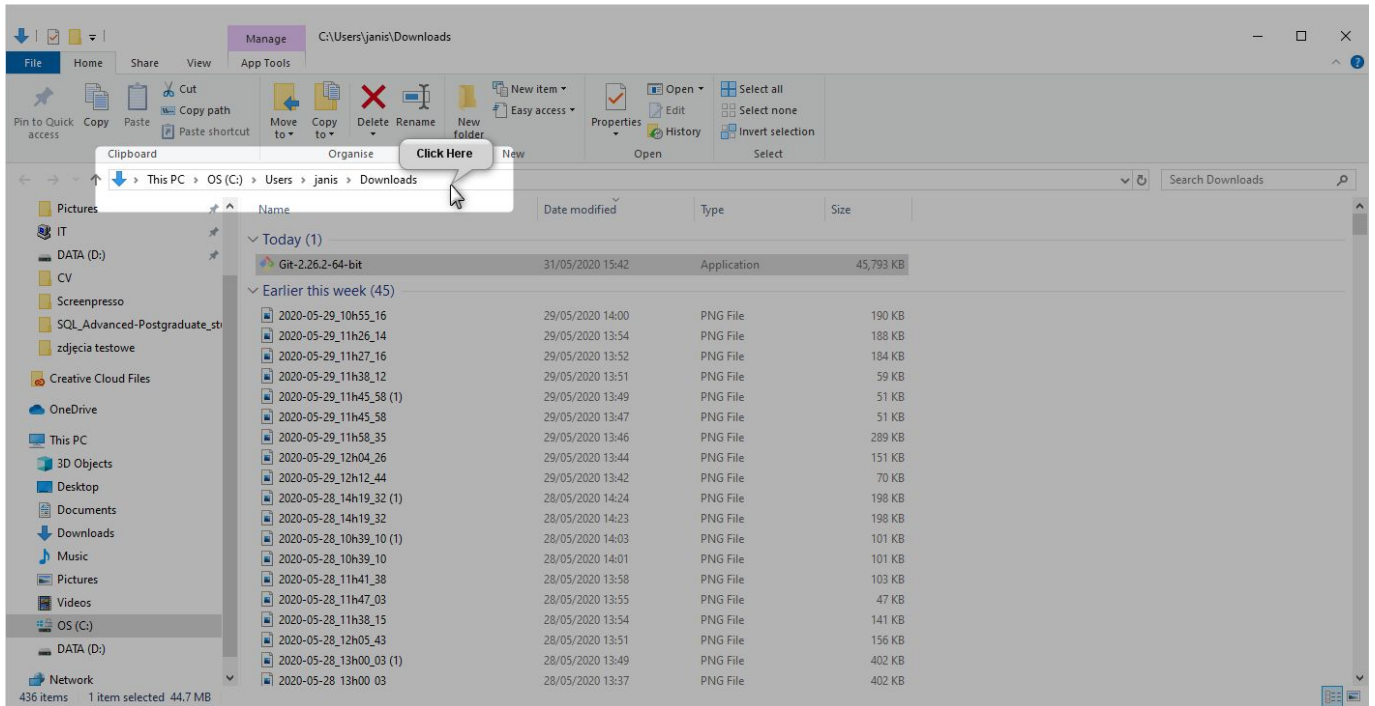 Manage C:\Users\janis\Downloads
File Home Share View App Tools
Pin to Quick access
Copy
Paste
Cut
Copy path
Paste shortcut
Clipboard
Move to
Copy to
Delete
Rename
Organise
New folder
New item
Easy access
New
Properties
Open
Edit
History
Open
Select all
Select none
Invert selection
Select
Click Here
This PC > OS (C:) > Users > janis > Downloads
Search Downloads
Pictures
IT
DATA (D:)
CV
Screenpresso
SQL_Advanced-Postgraduate_st
zdjęcia testowe
Creative Cloud Files
OneDrive
This PC
3D Objects
Desktop
Documents
Downloads
Music
Pictures
Videos
OS (C:)
DATA (D:)
Network
Name Date modified Type Size
Today (1)
Git-2.26.2-64-bit 31/05/2020 15:42 Application 45,793 KB
Earlier this week (45)
2020-05-29_10h55_16 29/05/2020 14:00 PNG File 190 KB
2020-05-29_11h26_14 29/05/2020 13:54 PNG File 188 KB
2020-05-29_11h27_16 29/05/2020 13:52 PNG File 184 KB
2020-05-29_11h38_12 29/05/2020 13:51 PNG File 59 KB
2020-05-29_11h45_58 (1) 29/05/2020 13:49 PNG File 51 KB
2020-05-29_11h45_58 29/05/2020 13:47 PNG File 51 KB
2020-05-29_11h58_35 29/05/2020 13:46 PNG File 289 KB
2020-05-29_12h04_26 29/05/2020 13:44 PNG File 151 KB
2020-05-29_12h12_44 29/05/2020 13:42 PNG File 70 KB
2020-05-28_14h19_32 (1) 28/05/2020 14:24 PNG File 198 KB
2020-05-28_14h19_32 28/05/2020 14:23 PNG File 198 KB
2020-05-28_10h39_10 (1) 28/05/2020 14:03 PNG File 101 KB
2020-05-28_10h39_10 28/05/2020 14:01 PNG File 101 KB
2020-05-28_11h41_38 28/05/2020 13:58 PNG File 103 KB
2020-05-28_11h47_03 28/05/2020 13:55 PNG File 47 KB
2020-05-28_11h38_15 28/05/2020 13:54 PNG File 141 KB
2020-05-28_12h05_43 28/05/2020 13:51 PNG File 156 KB
2020-05-28_13h00_03 (1) 28/05/2020 13:49 PNG File 402 KB
2020-05-28 13h00 03 28/05/2020 13:37 PNG File 402 KB
436 items 1 item selected 44.7 MB